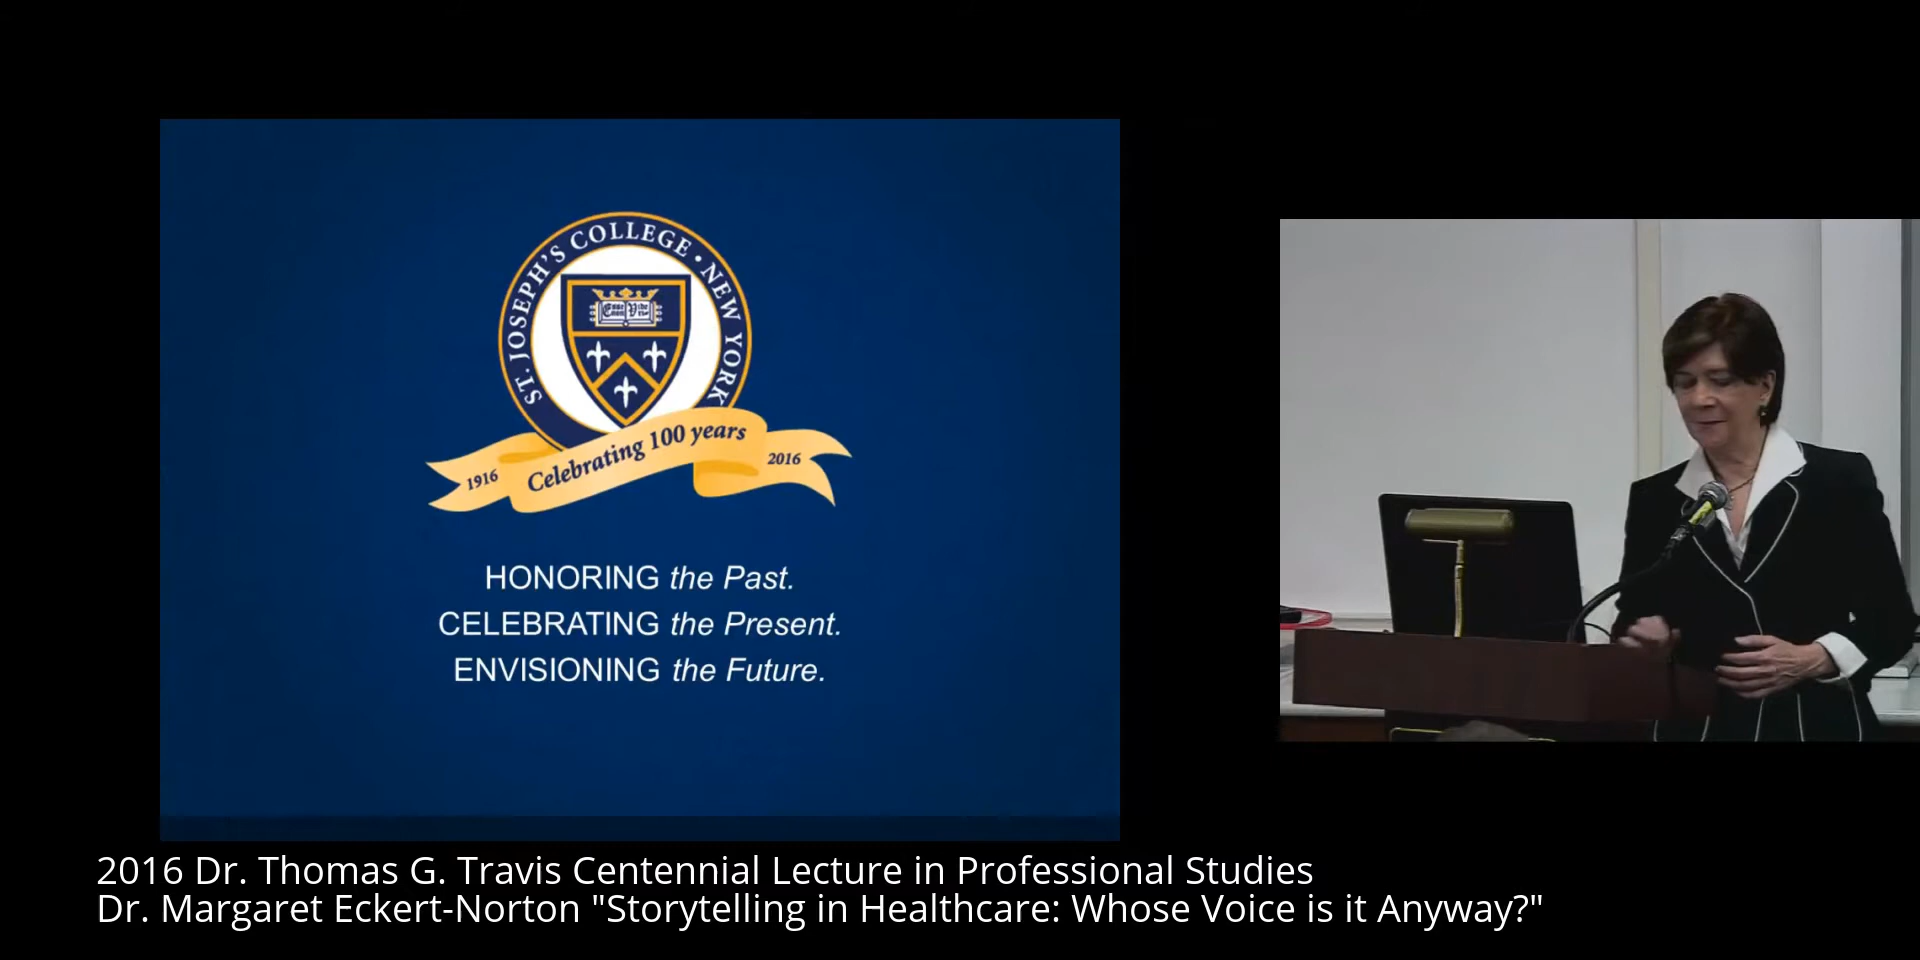 ST. JOSEPH'S COLLEGE • NEW YORK
1916 Celebrating 100 years 2016
HONORING the Past.
CELEBRATING the Present.
ENVISIONING the Future.
2016 Dr. Thomas G. Travis Centennial Lecture in Professional Studies
Dr. Margaret Eckert-Norton "Storytelling in Healthcare: Whose Voice is it Anyway?"